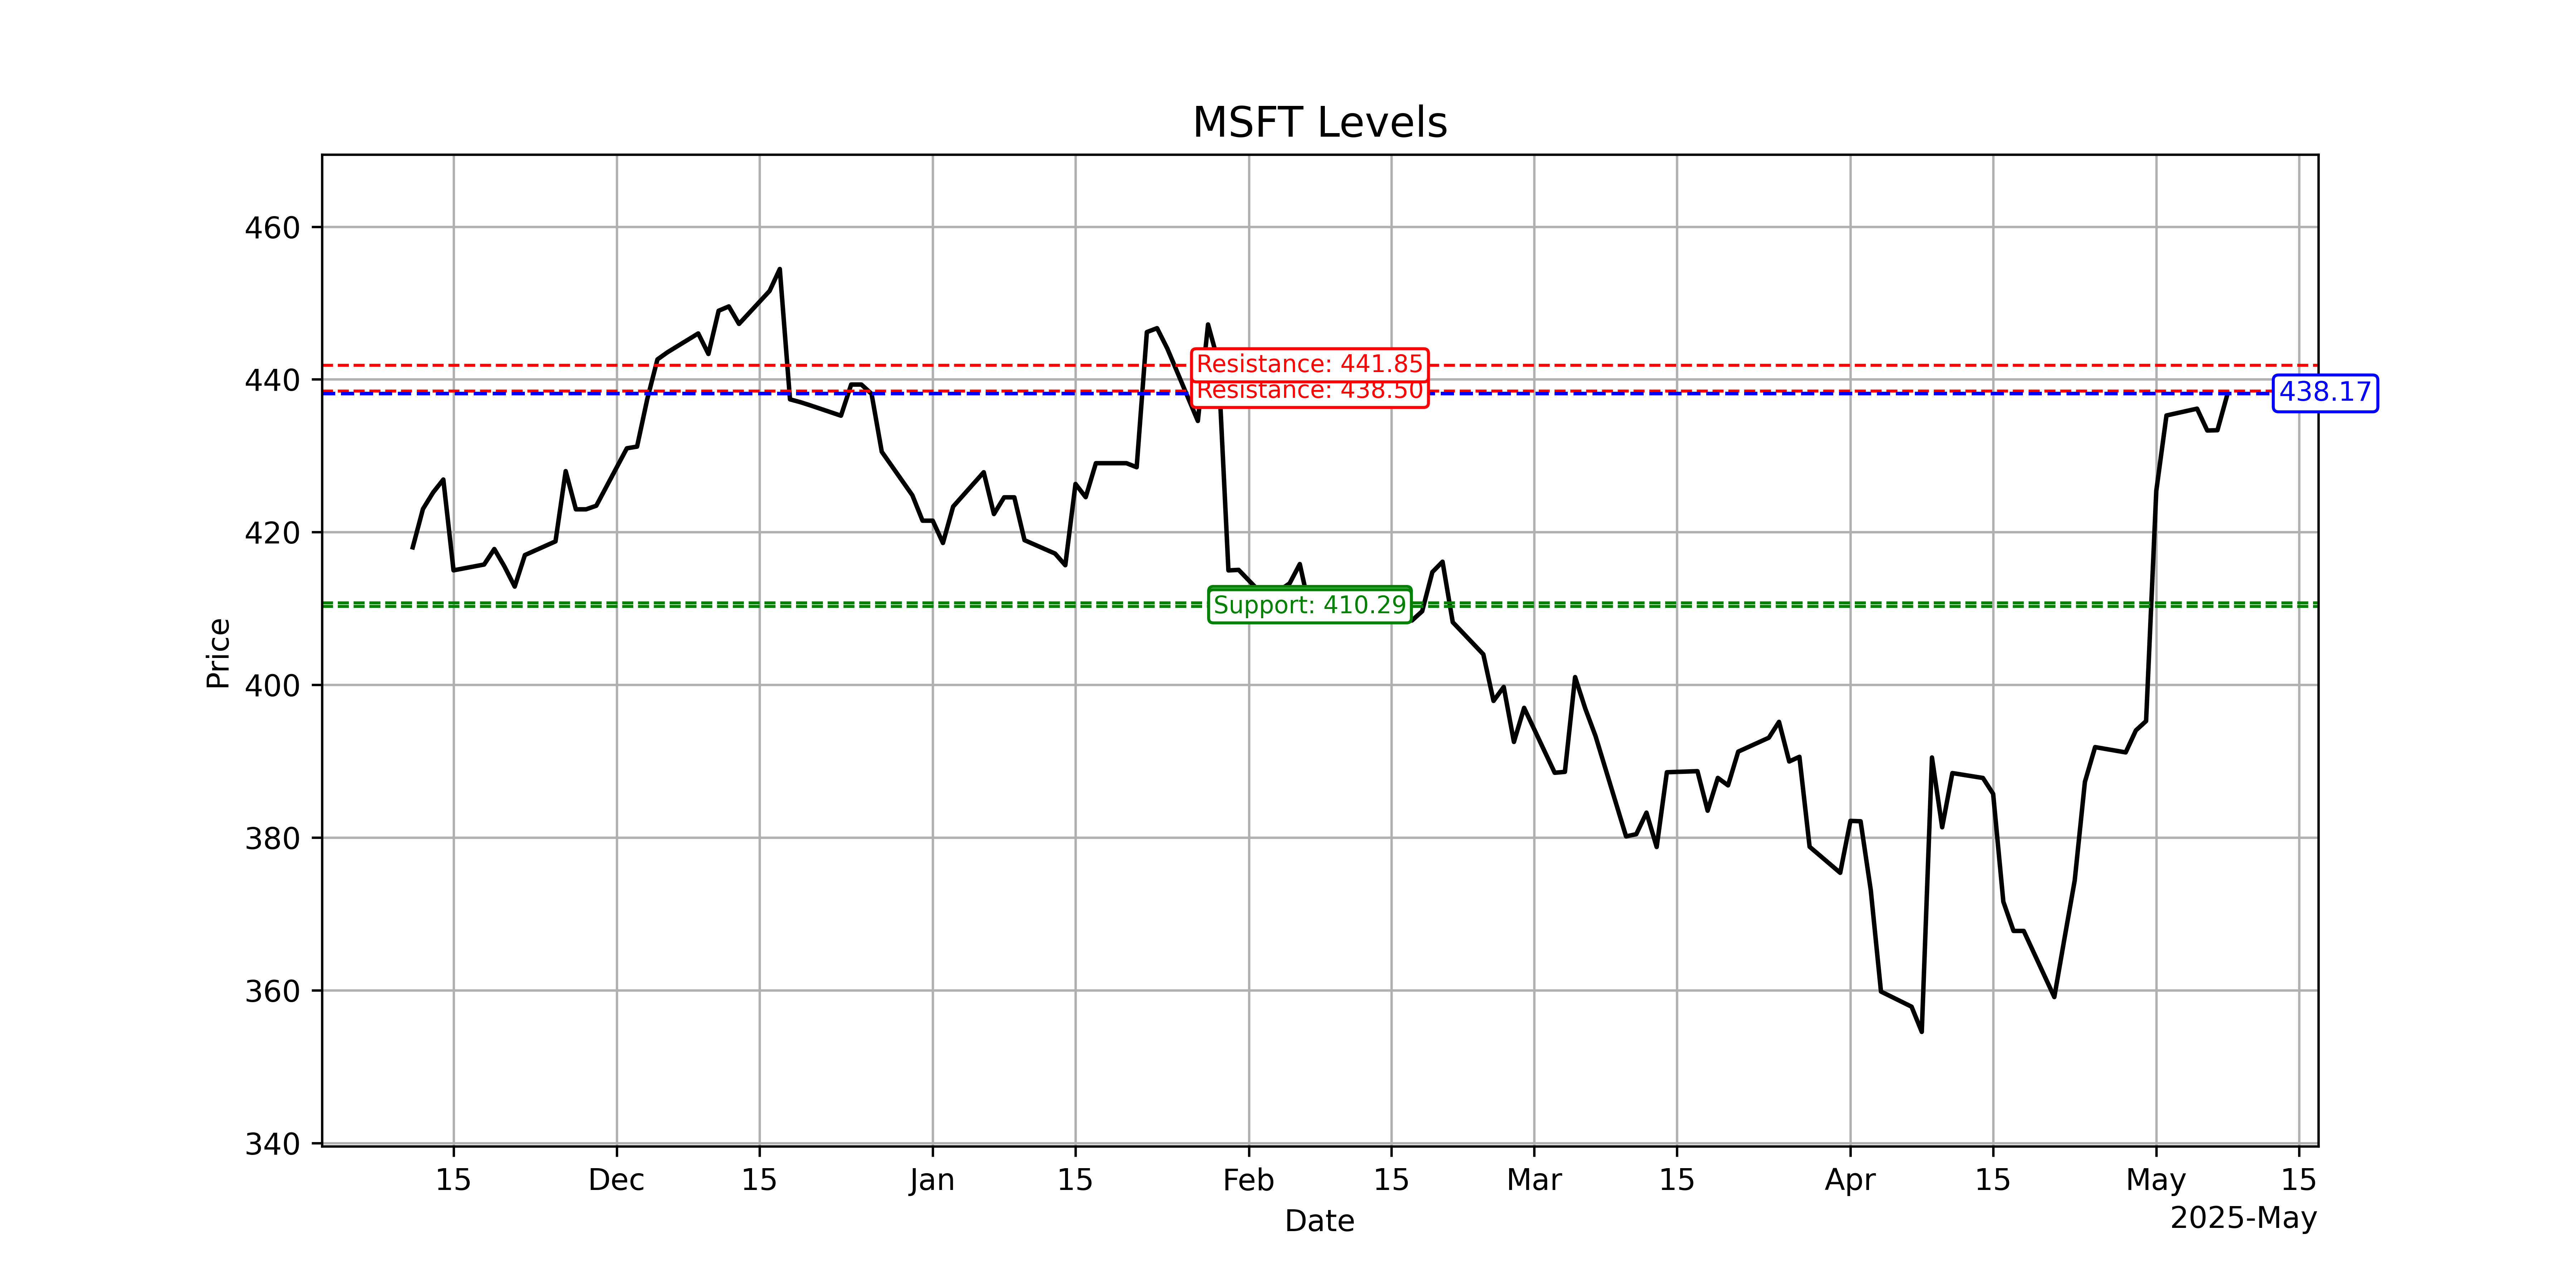 MSFT Levels
460
440
420
400
380
360
340
Price
Resistance: 441.85
Resistance: 438.50
438.17
Support: 410.29
15
Dec
15
Jan
15
Feb
15
Mar
15
Apr
15
May
15
Date
2025-May